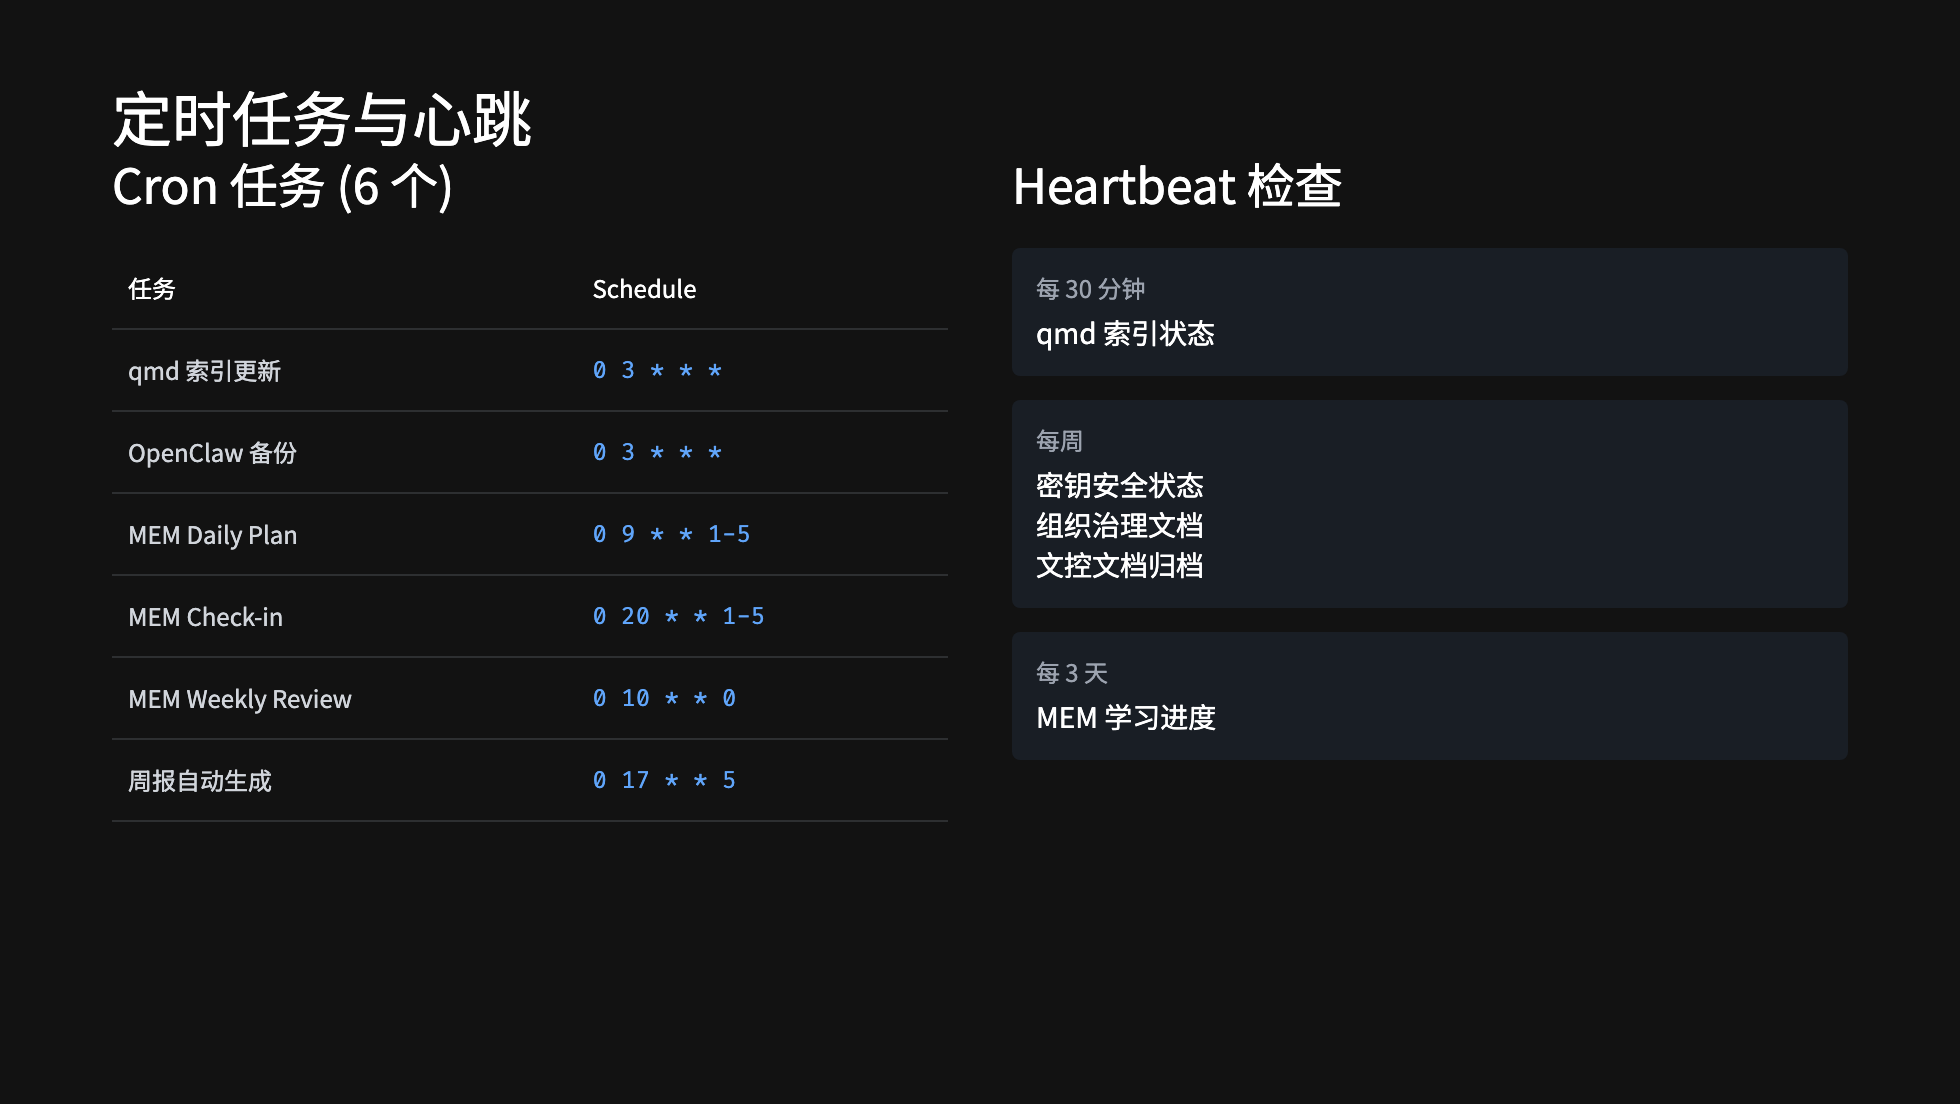 定时任务与心跳
Cron 任务 (6 个)
任务 Schedule
qmd 索引更新 0 3 * * *
OpenClaw 备份 0 3 * * *
MEM Daily Plan 0 9 * * 1-5
MEM Check-in 0 20 * * 1-5
MEM Weekly Review 0 10 * * 0
周报自动生成 0 17 * * 5
Heartbeat 检查
每 30 分钟
qmd 索引状态
每周
密钥安全状态
组织治理文档
文控文档归档
每 3 天
MEM 学习进度